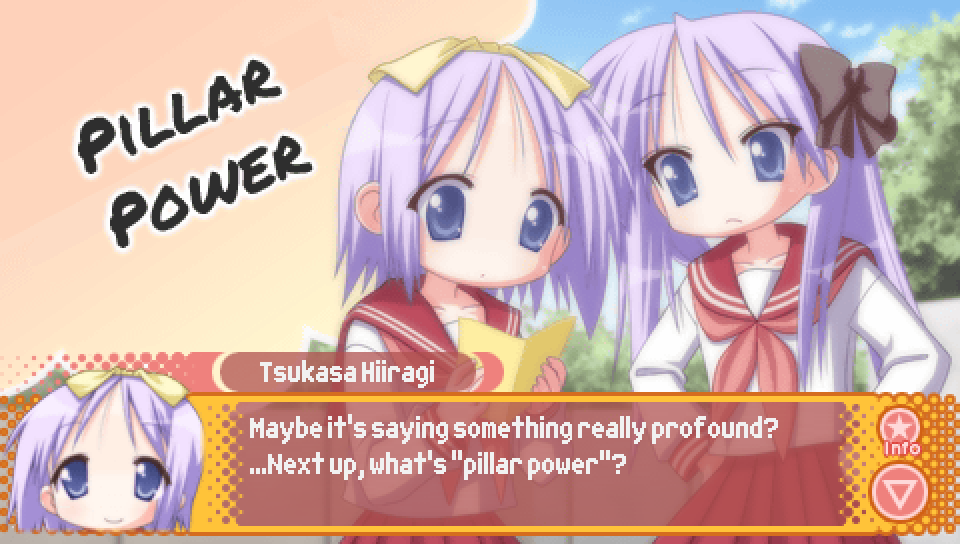 PILLAR
POWER
Tsukasa Hiiragi
Maybe it's saying something really profound?
...Next up, what's "pillar power"?
Info